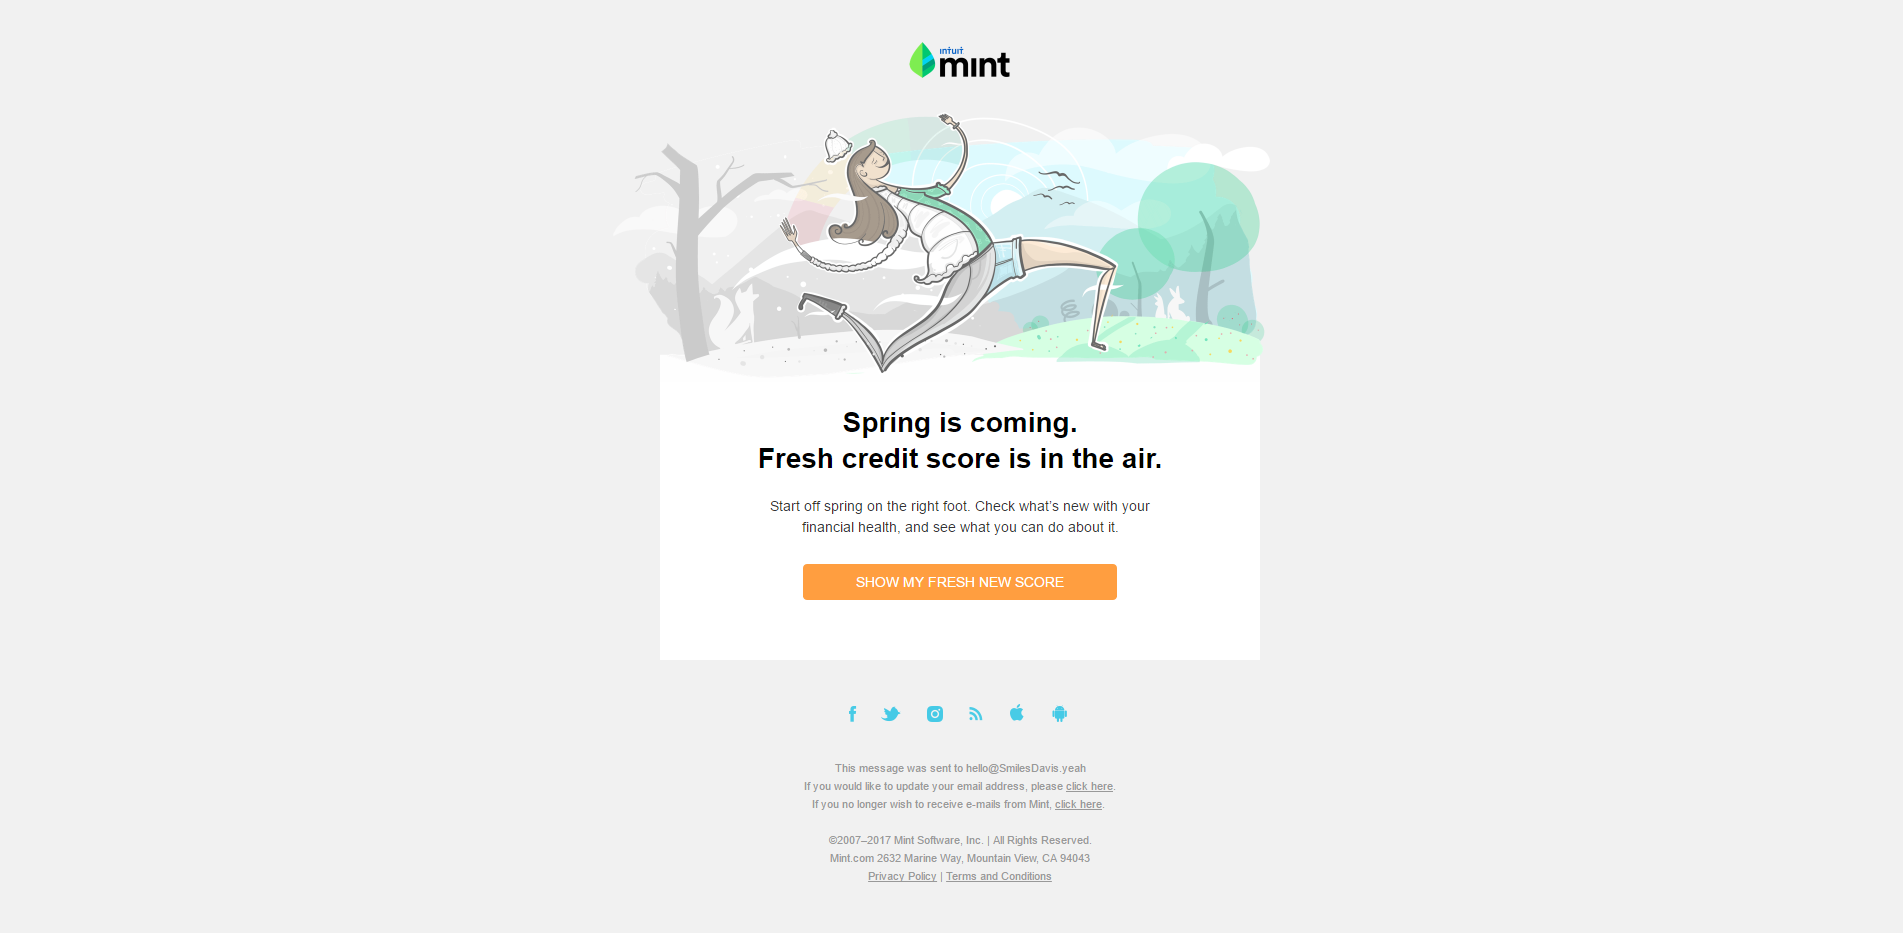 intuit
mint
Spring is coming.
Fresh credit score is in the air.
Start off spring on the right foot. Check what’s new with your
financial health, and see what you can do about it.
SHOW MY FRESH NEW SCORE
This message was sent to hello@SmilesDavis.yeah
If you would like to update your email address, please click here.
If you no longer wish to receive e-mails from Mint, click here.
©2007–2017 Mint Software, Inc. | All Rights Reserved.
Mint.com 2632 Marine Way, Mountain View, CA 94043
Privacy Policy | Terms and Conditions